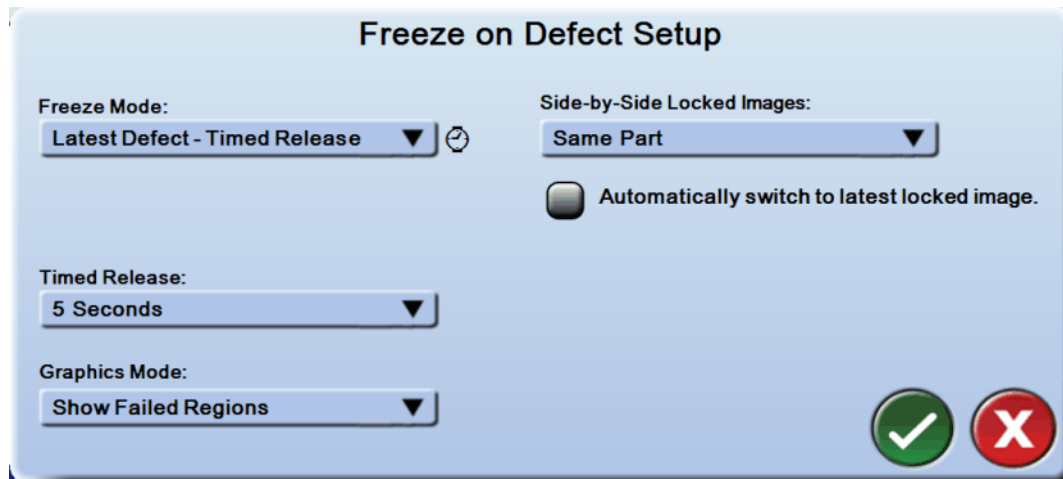 Freeze on Defect Setup
Freeze Mode:
Latest Defect - Timed Release
Side-by-Side Locked Images:
Same Part
Automatically switch to latest locked image.
Timed Release:
5 Seconds
Graphics Mode:
Show Failed Regions